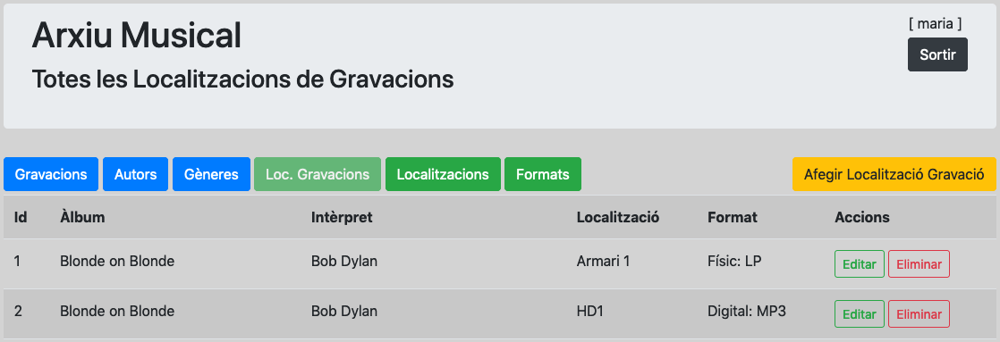 Arxiu Musical
[ maria ]
Sortir
Totes les Localitzacions de Gravacions
Gravacions Autors Gèneres Loc. Gravacions Localitzacions Formats Afegir Localització Gravació
Id Àlbum Intèrpret Localització Format Accions
1 Blonde on Blonde Bob Dylan Armari 1 Físic: LP Editar Eliminar
2 Blonde on Blonde Bob Dylan HD1 Digital: MP3 Editar Eliminar